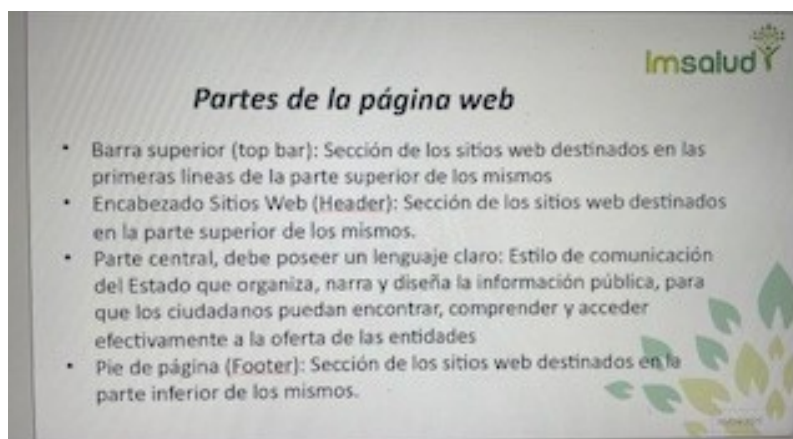 Imsalud
Partes de la página web
• Barra superior (top bar): Sección de los sitios web destinados en las
primeras líneas de la parte superior de los mismos
• Encabezado Sitios Web (Header): Sección de los sitios web destinados
en la parte superior de los mismos.
• Parte central, debe poseer un lenguaje claro: Estilo de comunicación
del Estado que organiza, narra y diseña la información pública, para
que los ciudadanos puedan encontrar, comprender y acceder
efectivamente a la oferta de las entidades
• Pie de página (Footer): Sección de los sitios web destinados en la
parte inferior de los mismos.